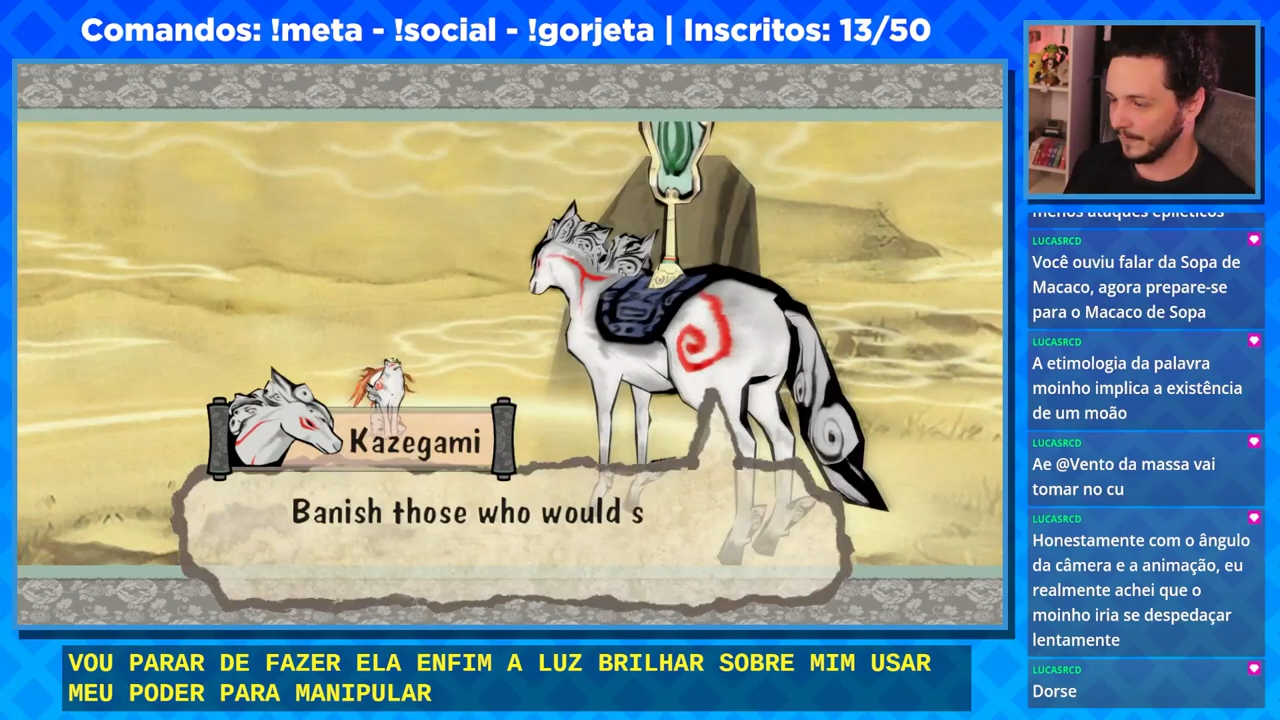 Comandos: !meta - !social - !gorjeta | Inscritos: 13/50
Kazegami
Banish those who would s
VOU PARAR DE FAZER ELA ENFIM A LUZ BRILHAR SOBRE MIM USAR
MEU PODER PARA MANIPULAR
menos ataques epiléticos
LUCASRCD
Você ouviu falar da Sopa de
Macaco, agora prepare-se
para o Macaco de Sopa
LUCASRCD
A etimologia da palavra
moinho implica a existência
de um moão
LUCASRCD
Ae @Vento da massa vai
tomar no cu
LUCASRCD
Honestamente com o ângulo
da câmera e a animação, eu
realmente achei que o
moinho iria se despedaçar
lentamente
LUCASRCD
Dorse